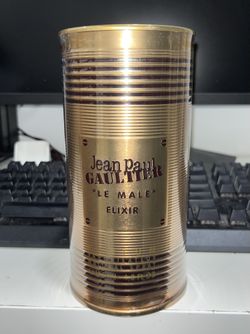 Jean Paul
GAULTIER
"LE MALE"
ELIXIR